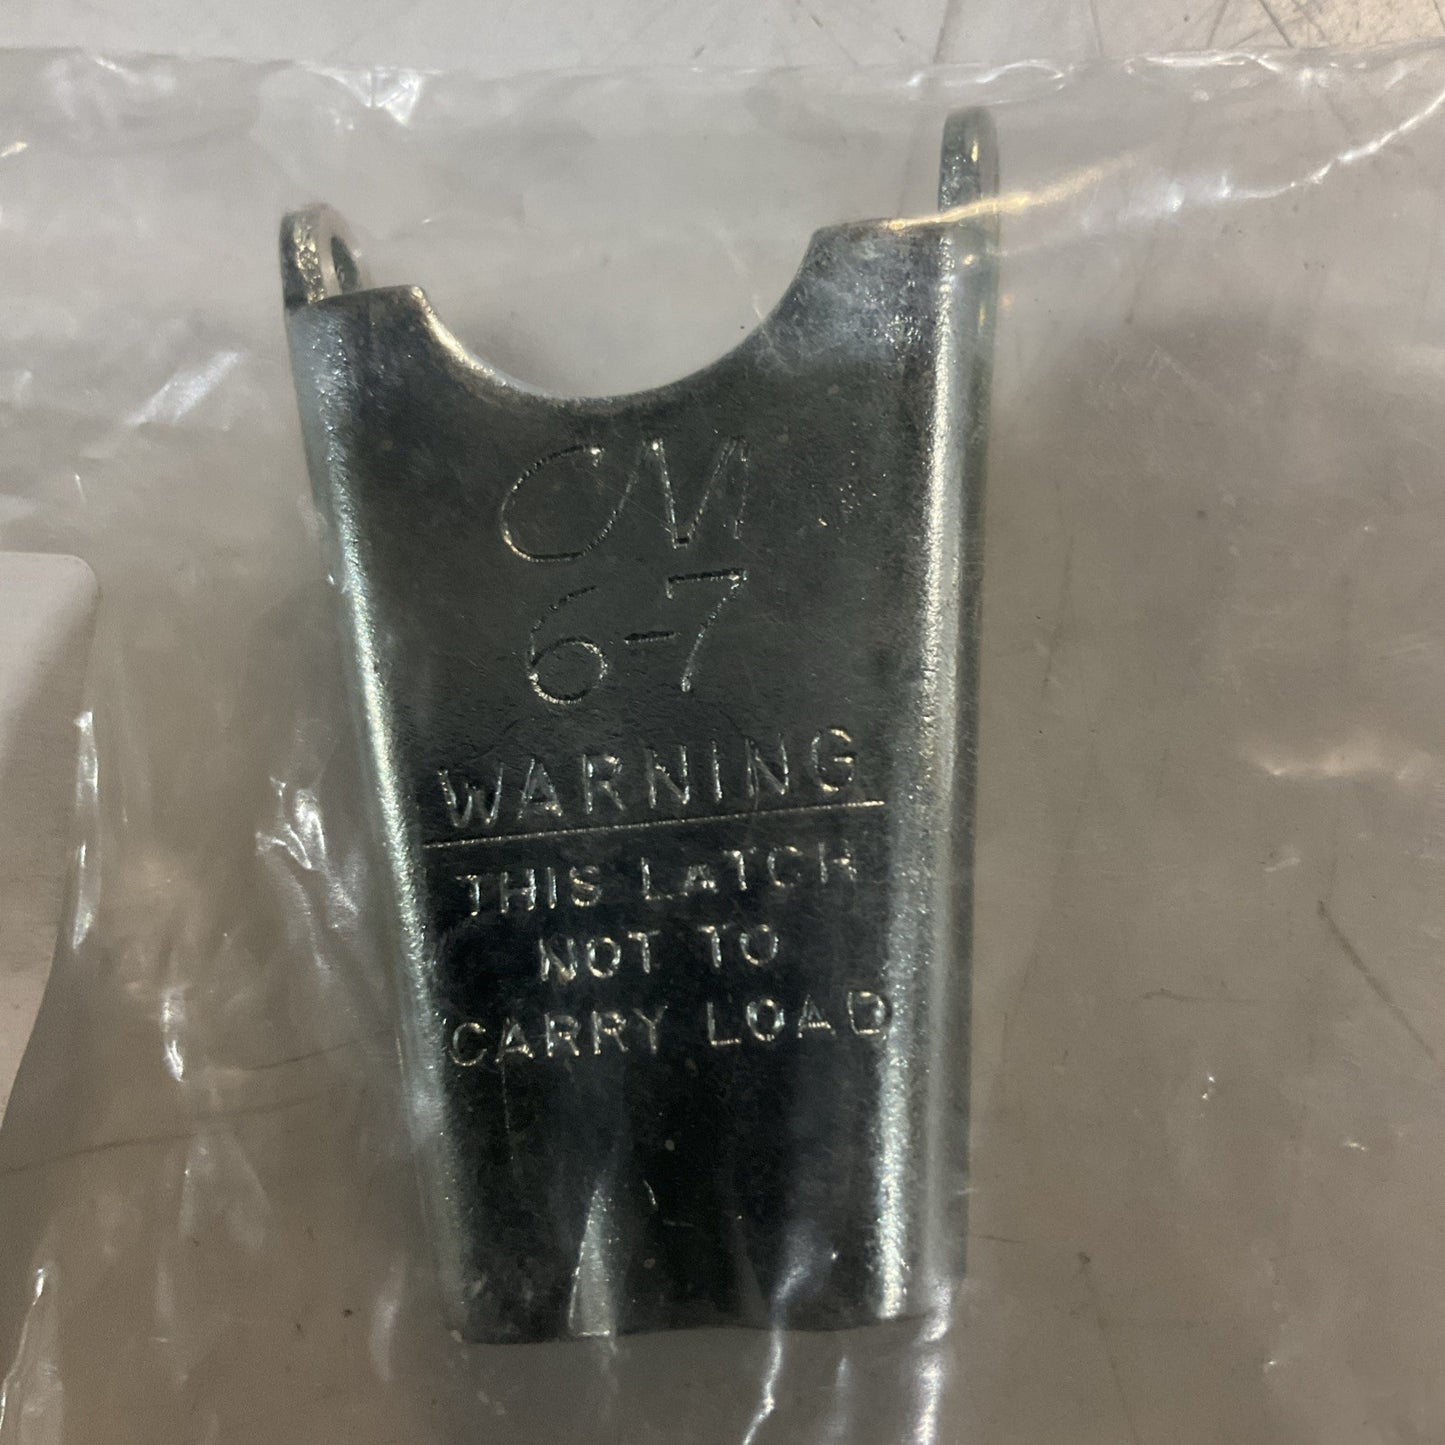 CM
6-7
WARNING
THIS LATCH
NOT TO
CARRY LOAD